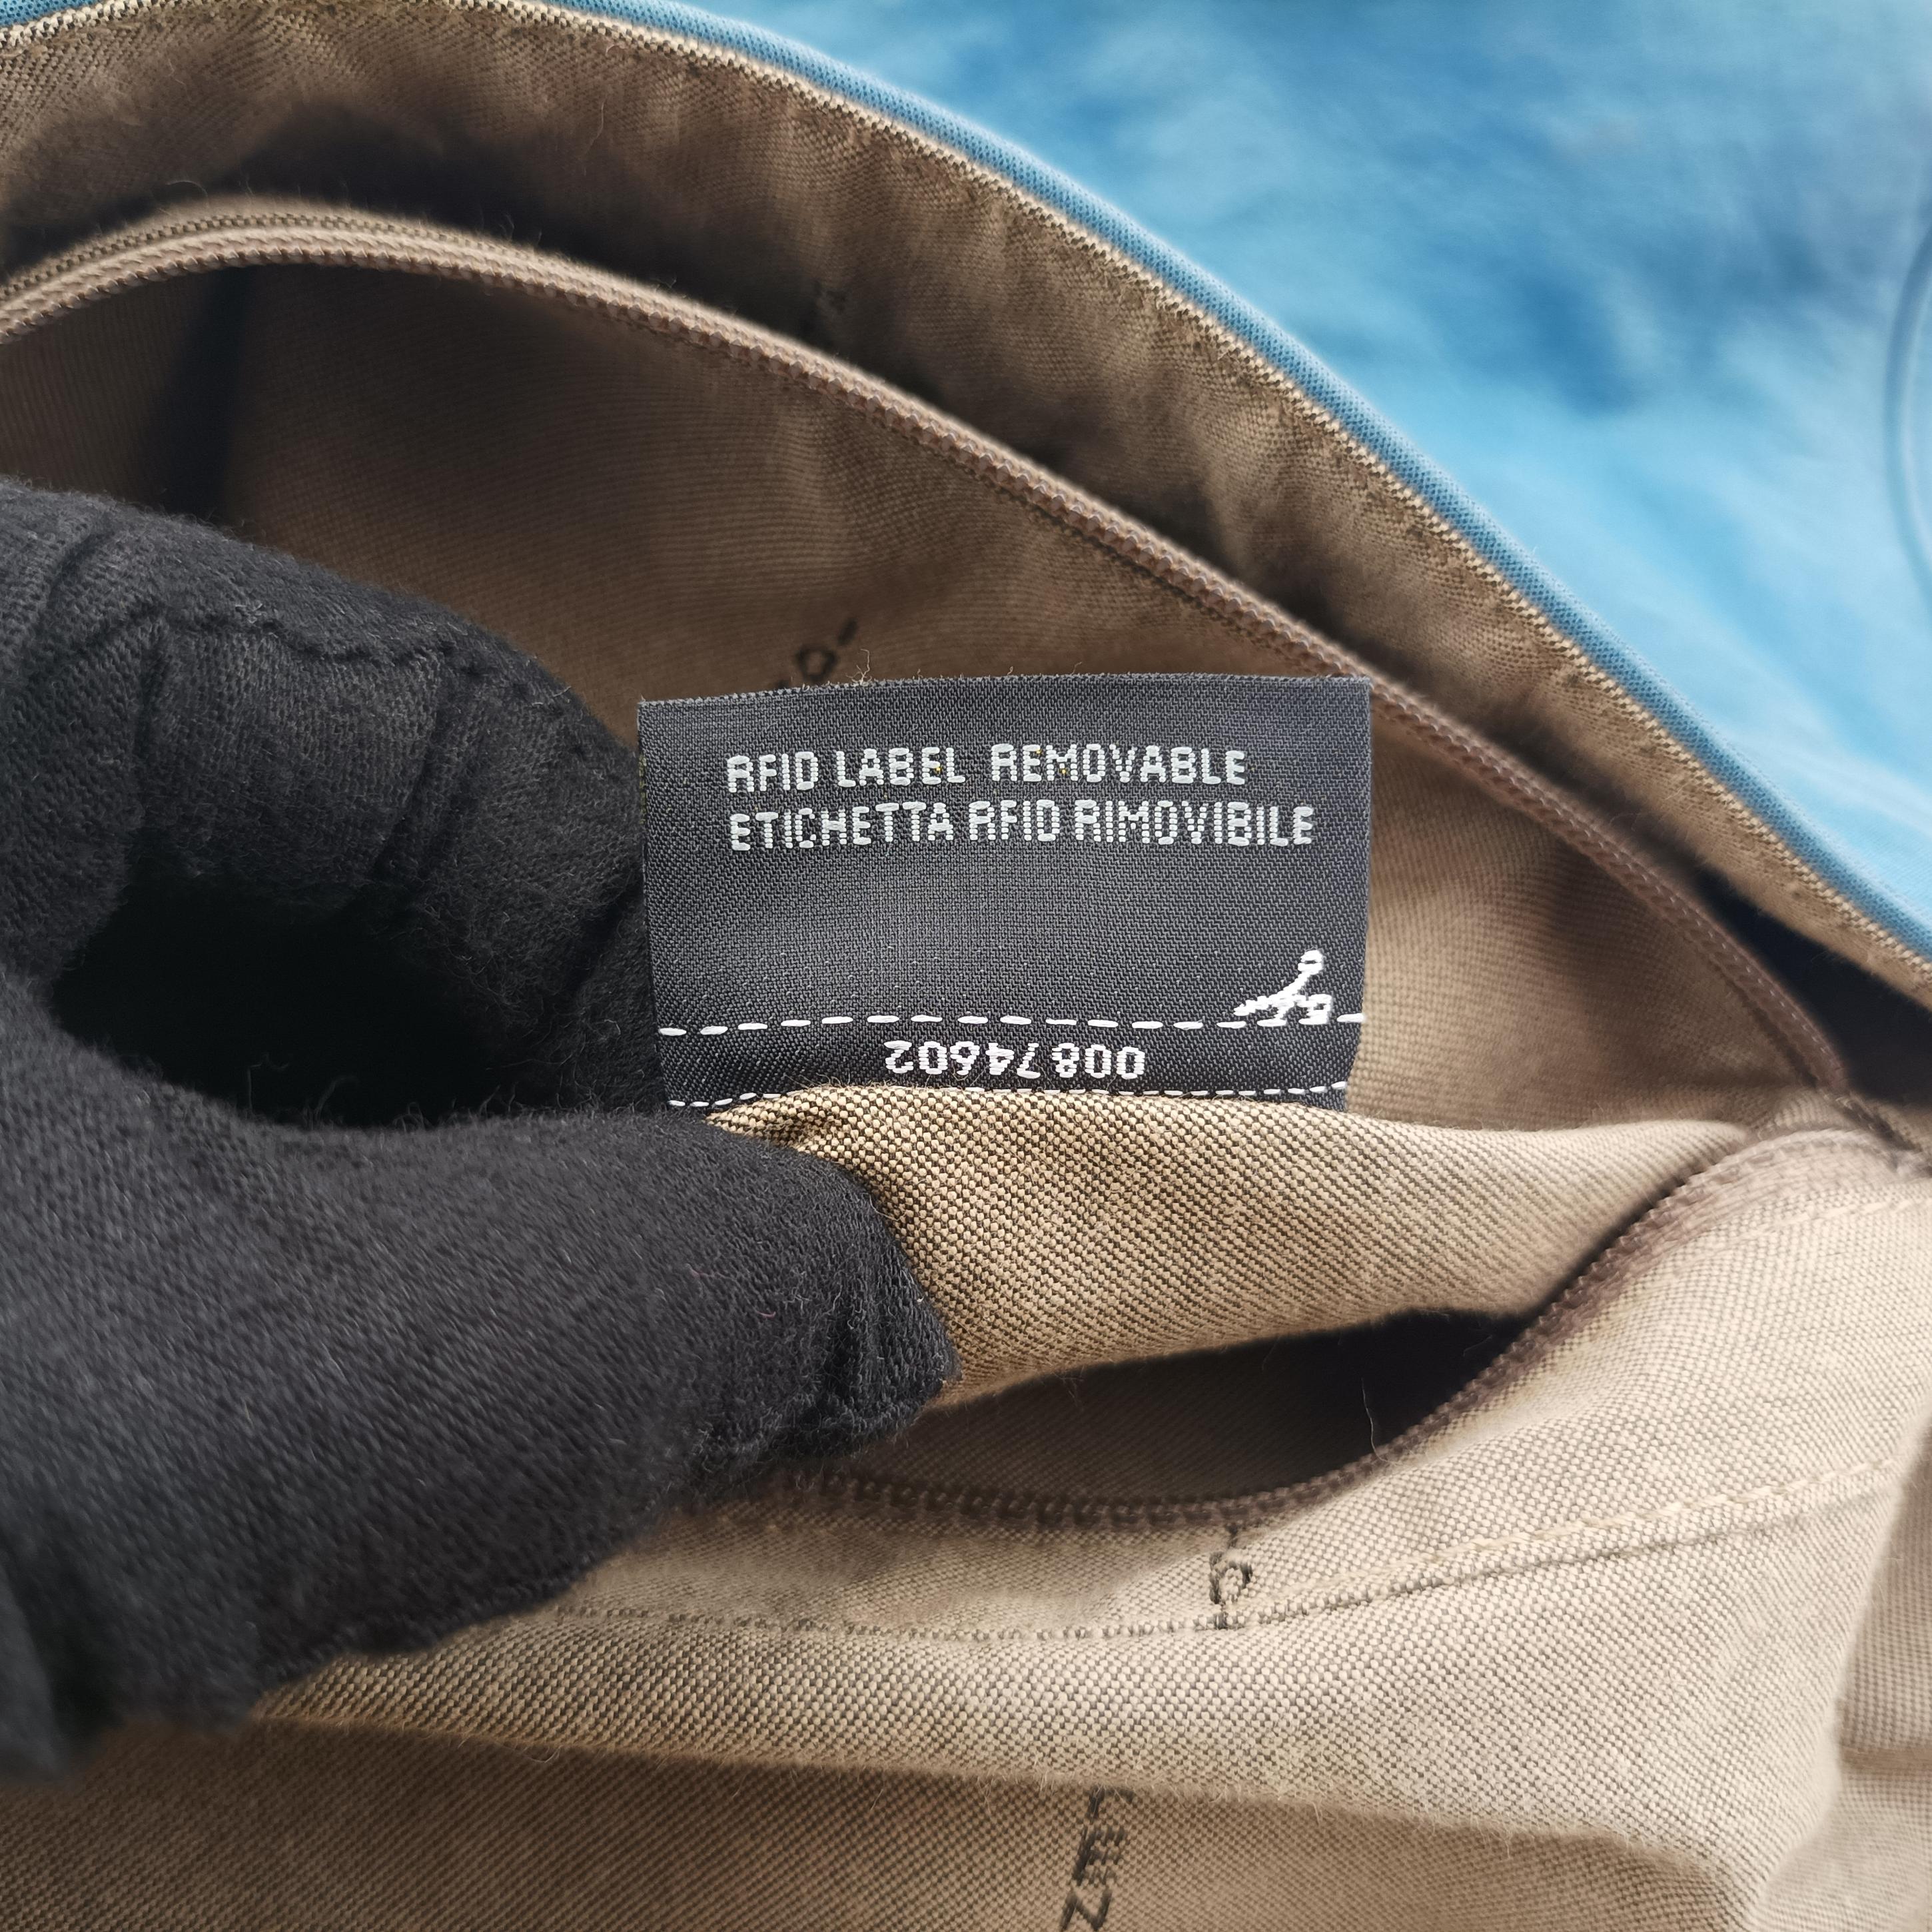 RFID LABEL REMOVABLE
ETICHETTA RFID RIMOVIBILE
00874602